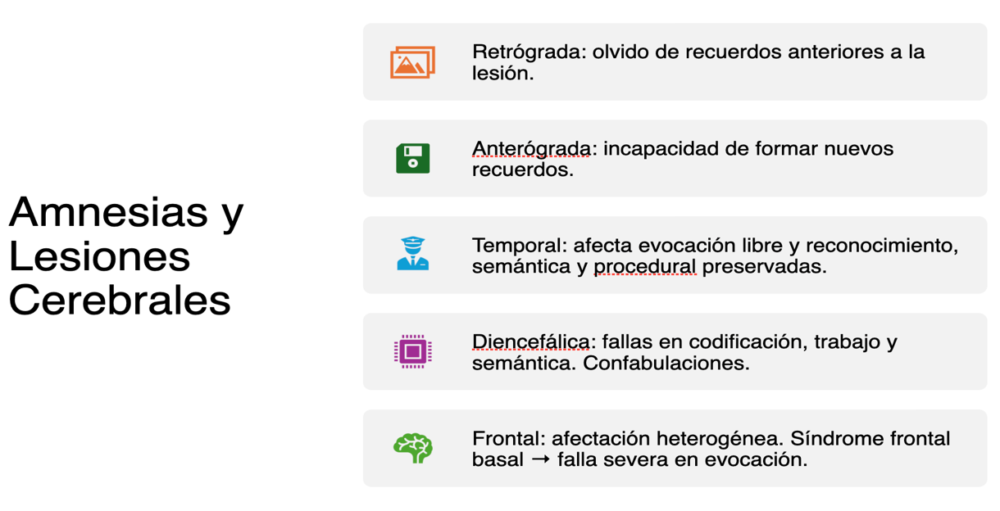 Amnesias y
Lesiones
Cerebrales
Retrógrada: olvido de recuerdos anteriores a la
lesión.
Anterógrada: incapacidad de formar nuevos
recuerdos.
Temporal: afecta evocación libre y reconocimiento,
semántica y procedural preservadas.
Diencefálica: fallas en codificación, trabajo y
semántica. Confabulaciones.
Frontal: afectación heterogénea. Síndrome frontal
basal → falla severa en evocación.